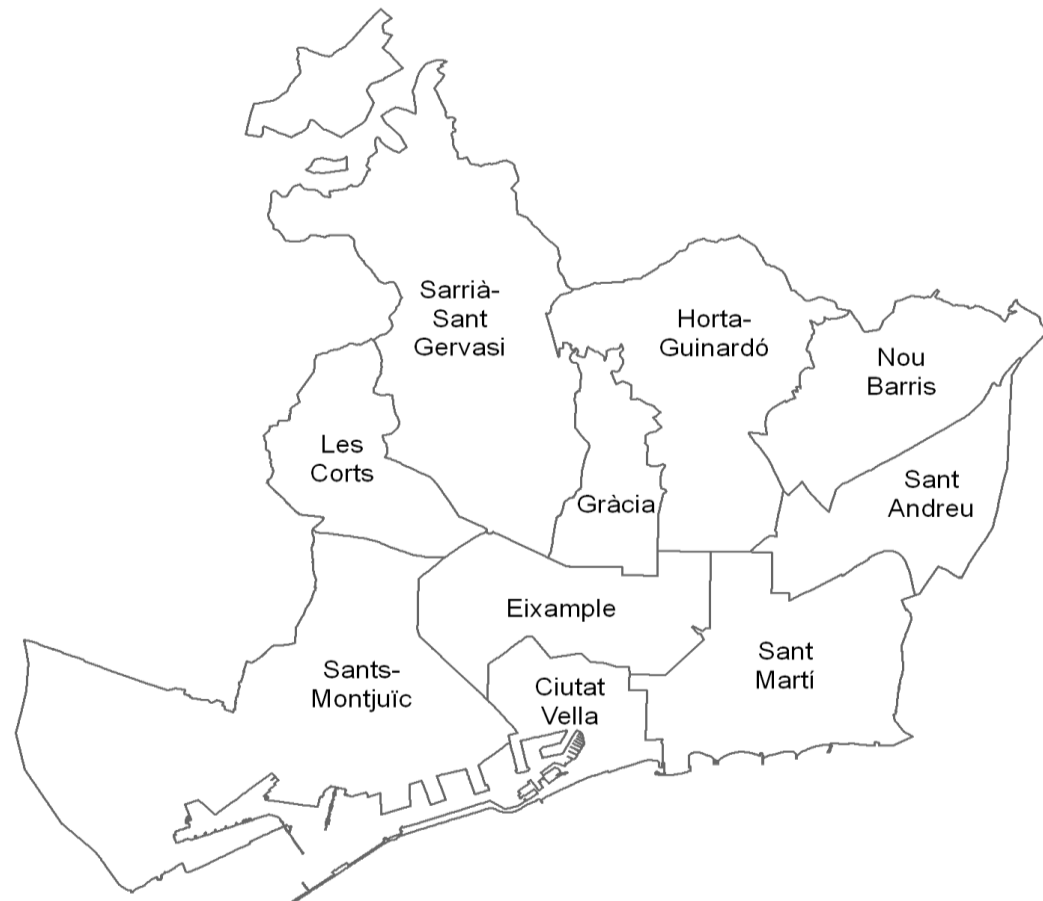 Sarrià-
Sant
Gervasi
Horta-
Guinardó
Nou
Barris
Les
Corts
Gràcia
Sant
Andreu
Eixample
Sants-
Montjuïc
Ciutat
Vella
Sant
Martí